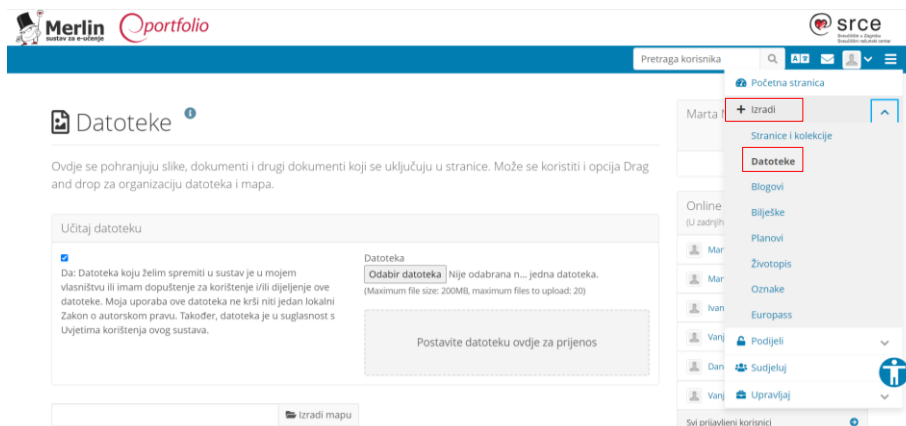 Merlin
sustav za e-učenje
portfolio
srce
Sveučilište u Zagrebu
Sveučilišni računski centar
Pretraga korisnika
Početna stranica
Izradi
Stranice i kolekcije
Datoteke
Blogovi
Bilješke
Planovi
Životopis
Oznake
Europass
Podijeli
Sudjeluj
Upravljaj
Datoteke
Ovdje se pohranjuju slike, dokumenti i drugi dokumenti koji se uključuju u stranice. Može se koristiti i opcija Drag
and drop za organizaciju datoteka i mapa.
Učitaj datoteku
Da: Datoteka koju želim spremiti u sustav je u mojem
vlasništvu ili imam dopuštenje za korištenje i/ili dijeljenje ove
datoteke. Moja uporaba ove datoteke ne krši niti jedan lokalni
Zakon o autorskom pravu. Također, datoteka je u suglasnost s
Uvjetima korištenja ovog sustava.
Datoteka
Odabir datoteka Nije odabrana n... jedna datoteka.
(Maximum file size: 200MB, maximum files to upload: 20)
Postavite datoteku ovdje za prijenos
Izradi mapu
Marta
Online
(U zadnjih
Mar
Mar
Ivan
Vanj
Dan
Vanj
Svi prijavljeni korisnici